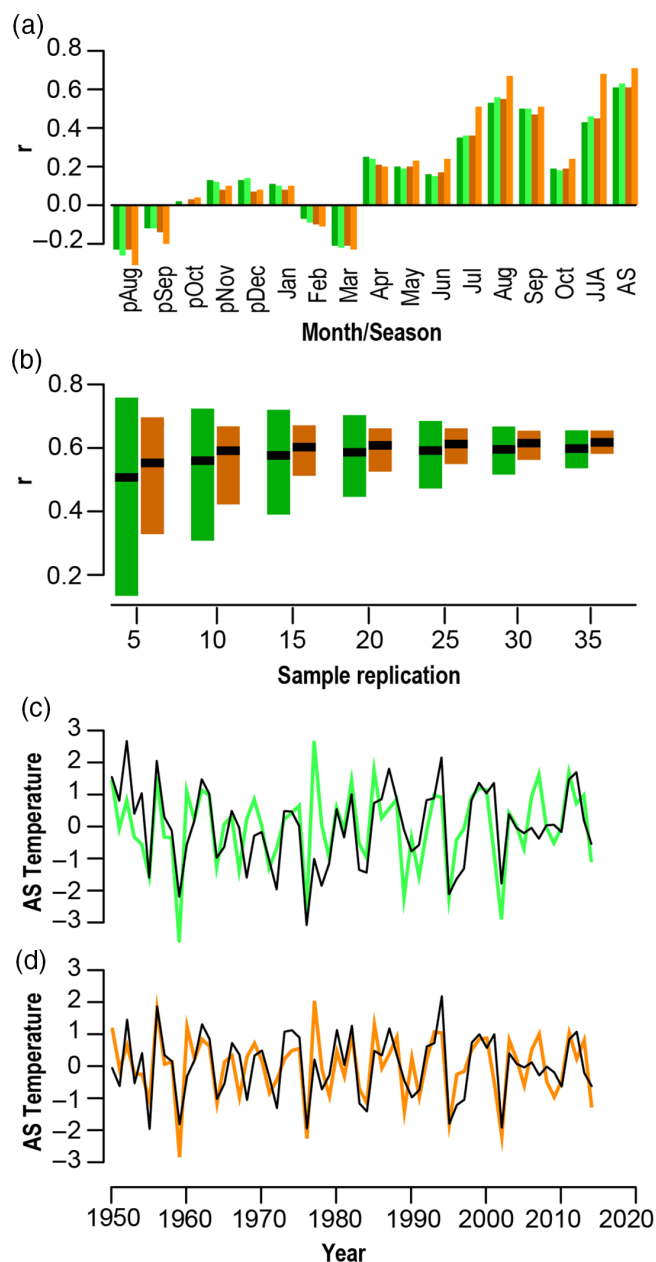 (a)
0.8
0.6
0.4
0.2
0.0
−0.2
r
pAug
pSep
pOct
pNov
pDec
Jan
Feb
Mar
Apr
May
Jun
Jul
Aug
Sep
Oct
JJA
AS
Month/Season
(b)
0.8
0.6
0.4
0.2
r
5 10 15 20 25 30 35
Sample replication
(c)
3
2
1
0
−1
−2
−3
AS Temperature
(d)
3
2
1
0
−1
−2
−3
AS Temperature
1950 1960 1970 1980 1990 2000 2010 2020
Year